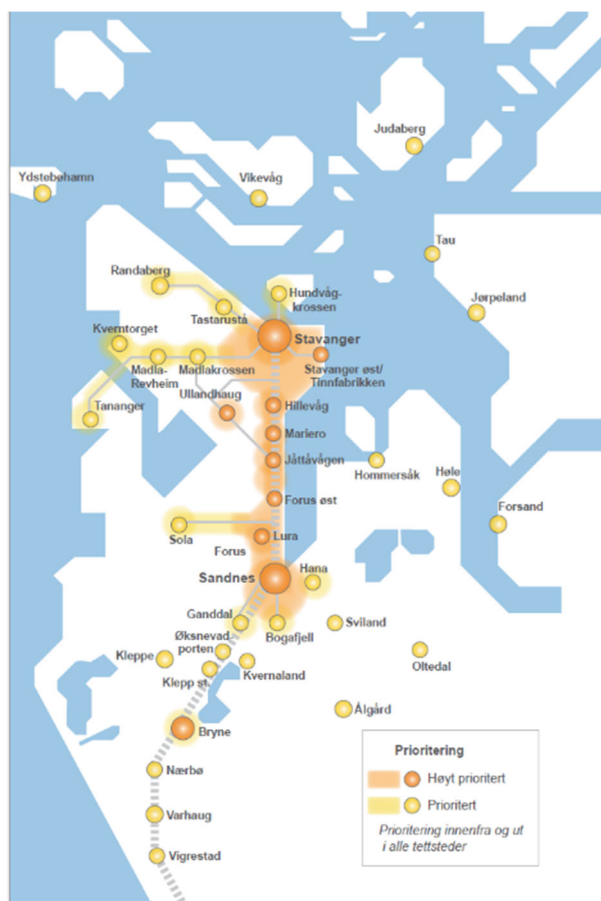 Judaberg
Ydstebøhamn
Vikevåg
Tau
Randaberg
Hundvåg-
krossen
Jørpeland
Tastarustå
Kverntorget
Stavanger
Madla-
Revheim
Madlakrossen
Stavanger øst/
Tinnfabrikken
Ullandhaug
Tananger
Hillevåg
Mariero
Jåttåvågen
Hommersåk
Høle
Forus øst
Forsand
Sola
Lura
Forus
Sandnes
Hana
Ganddal
Bogafjell
Sviland
Øksnevad
porten
Kleppe
Klepp st.
Kvernaland
Oltedal
Ålgård
Bryne
Nærbø
Varhaug
Vigrestad
Prioritering
Høyt prioritert
Prioritert
Prioritering innenfra og ut
i alle tettsteder